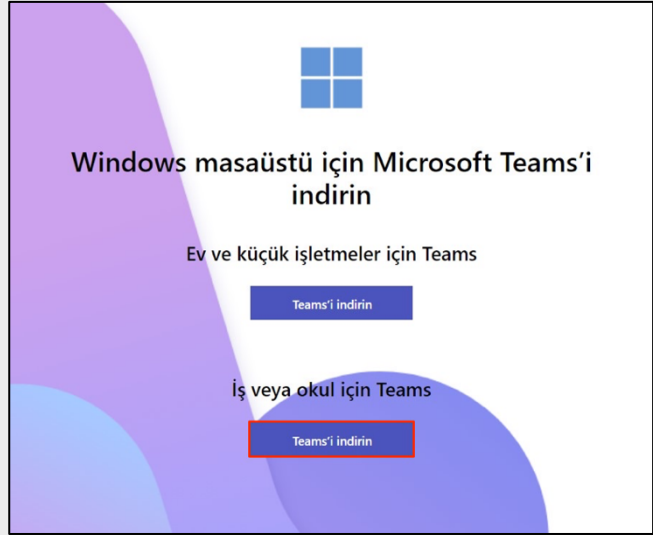 Windows masaüstü için Microsoft Teams'i
indirin
Ev ve küçük işletmeler için Teams
Teams'i indirin
İş veya okul için Teams
Teams'i indirin